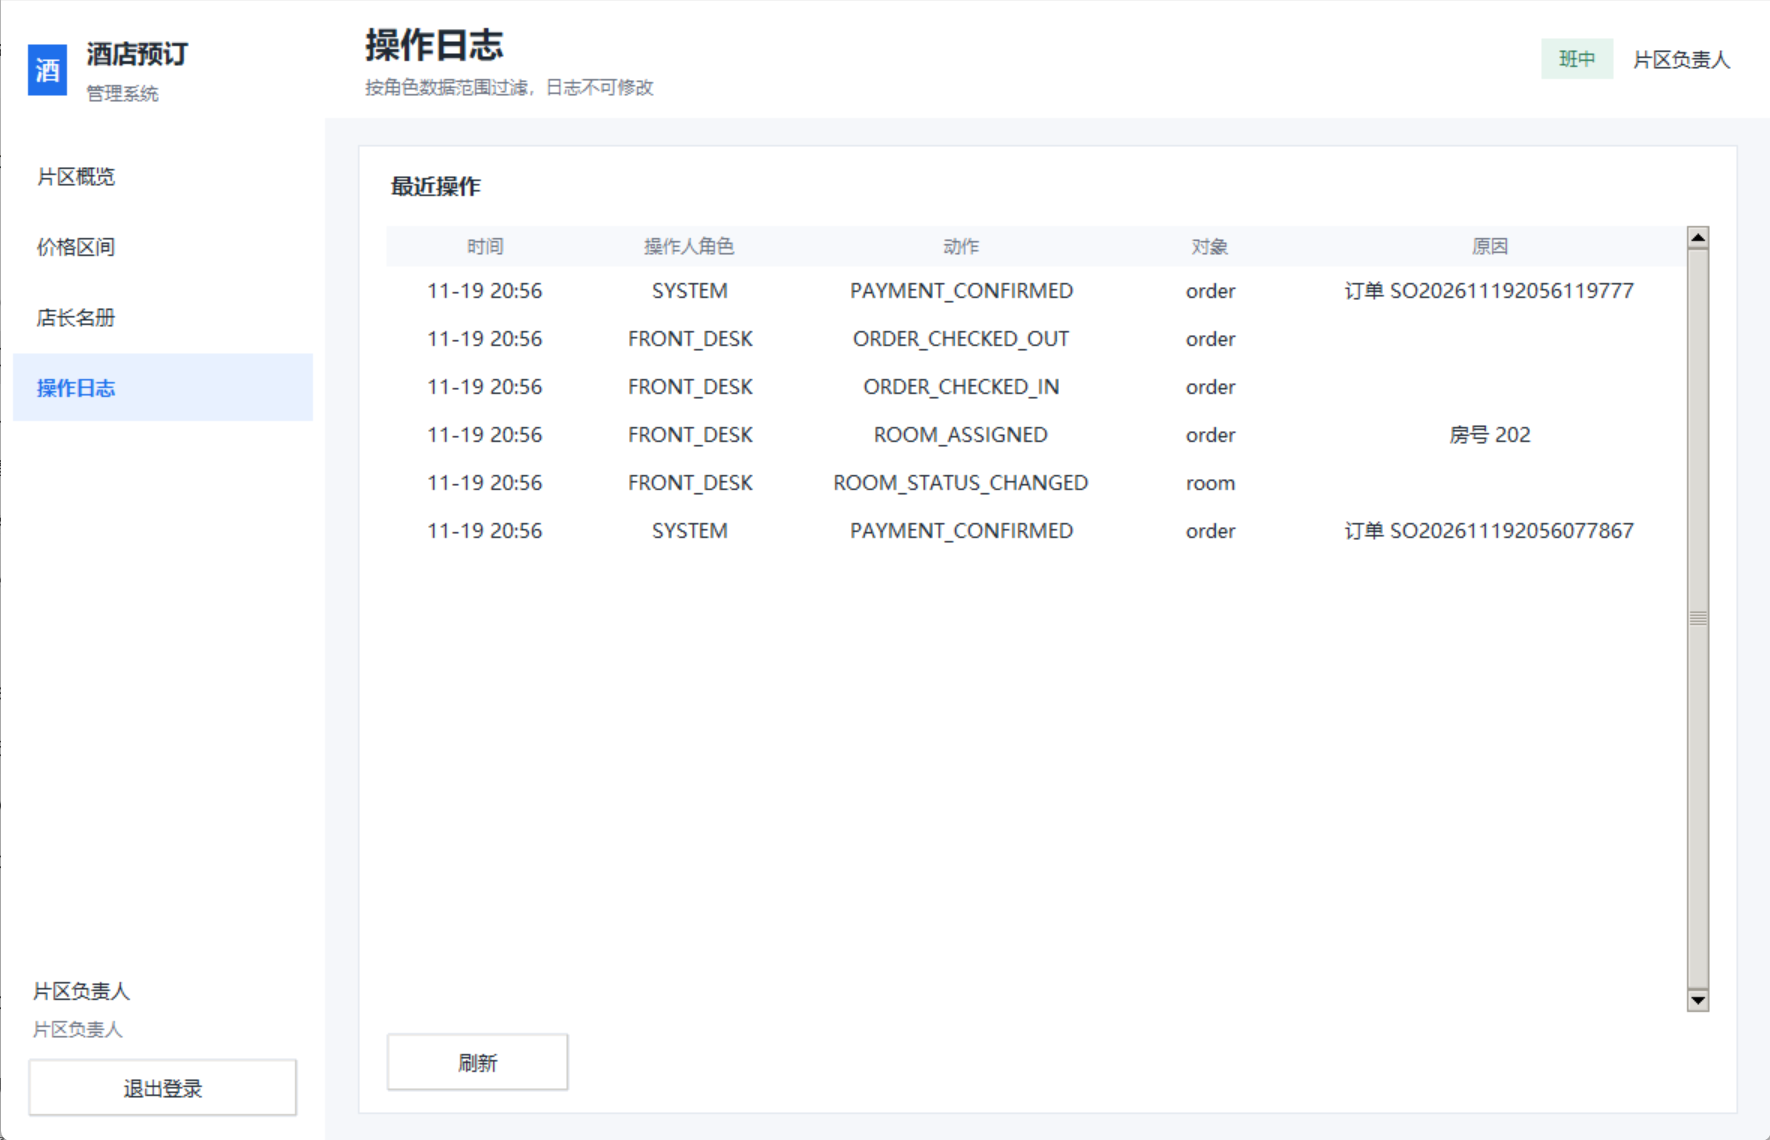 酒
酒店预订
管理系统
片区概览
价格区间
店长名册
操作日志
片区负责人
片区负责人
退出登录
操作日志
按角色数据范围过滤，日志不可修改
班中
片区负责人
最近操作
时间 操作人角色 动作 对象 原因
11-19 20:56 SYSTEM PAYMENT_CONFIRMED order 订单 SO202611192056119777
11-19 20:56 FRONT_DESK ORDER_CHECKED_OUT order
11-19 20:56 FRONT_DESK ORDER_CHECKED_IN order
11-19 20:56 FRONT_DESK ROOM_ASSIGNED order 房号 202
11-19 20:56 FRONT_DESK ROOM_STATUS_CHANGED room
11-19 20:56 SYSTEM PAYMENT_CONFIRMED order 订单 SO202611192056077867
刷新